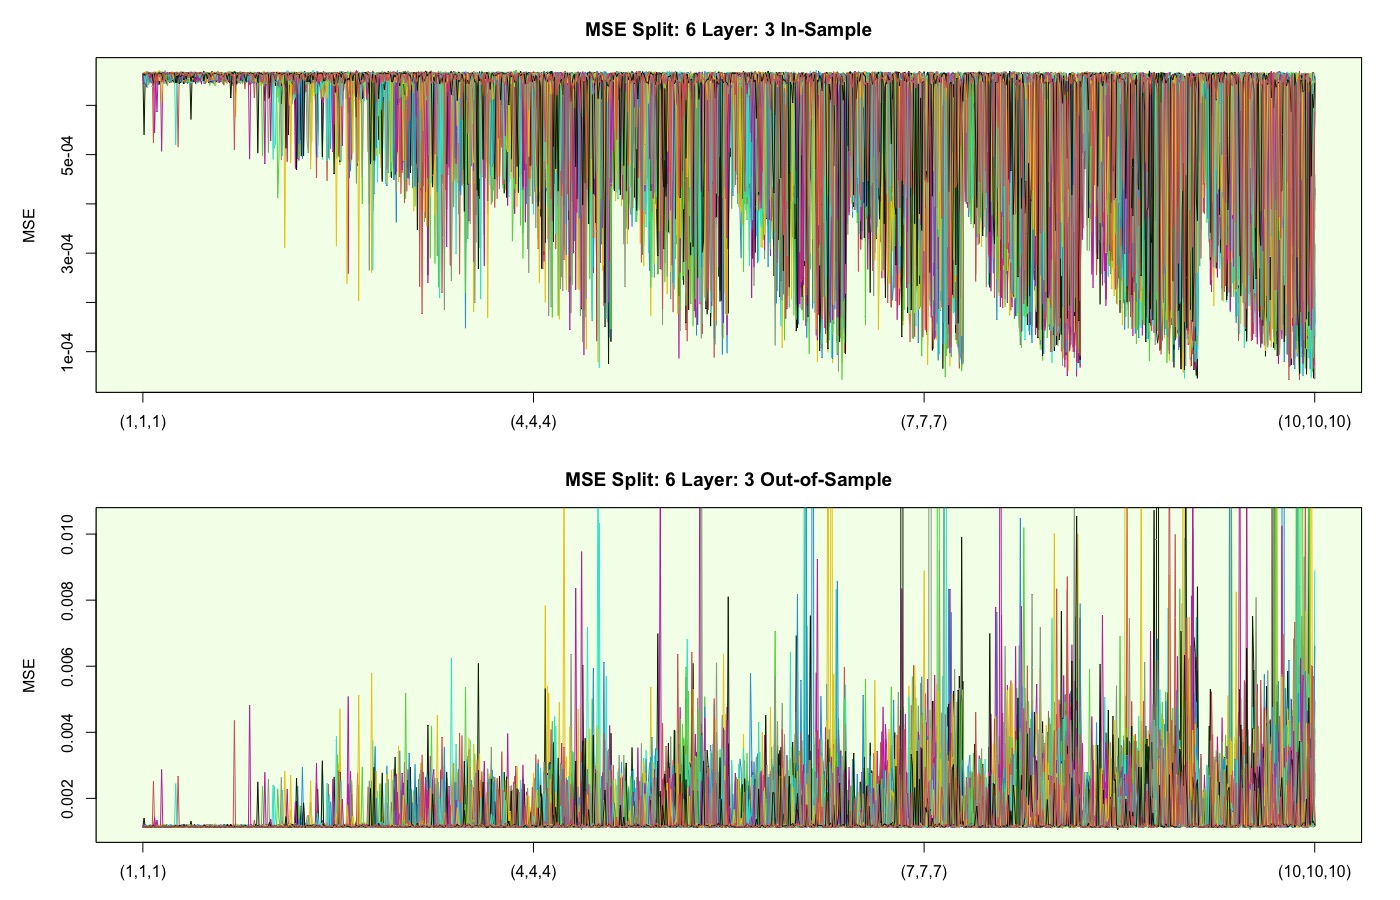 MSE Split: 6 Layer: 3 In-Sample
MSE
5e-04
3e-04
1e-04
(1,1,1) (4,4,4) (7,7,7) (10,10,10)
MSE Split: 6 Layer: 3 Out-of-Sample
MSE
0.010
0.008
0.006
0.004
0.002
(1,1,1) (4,4,4) (7,7,7) (10,10,10)